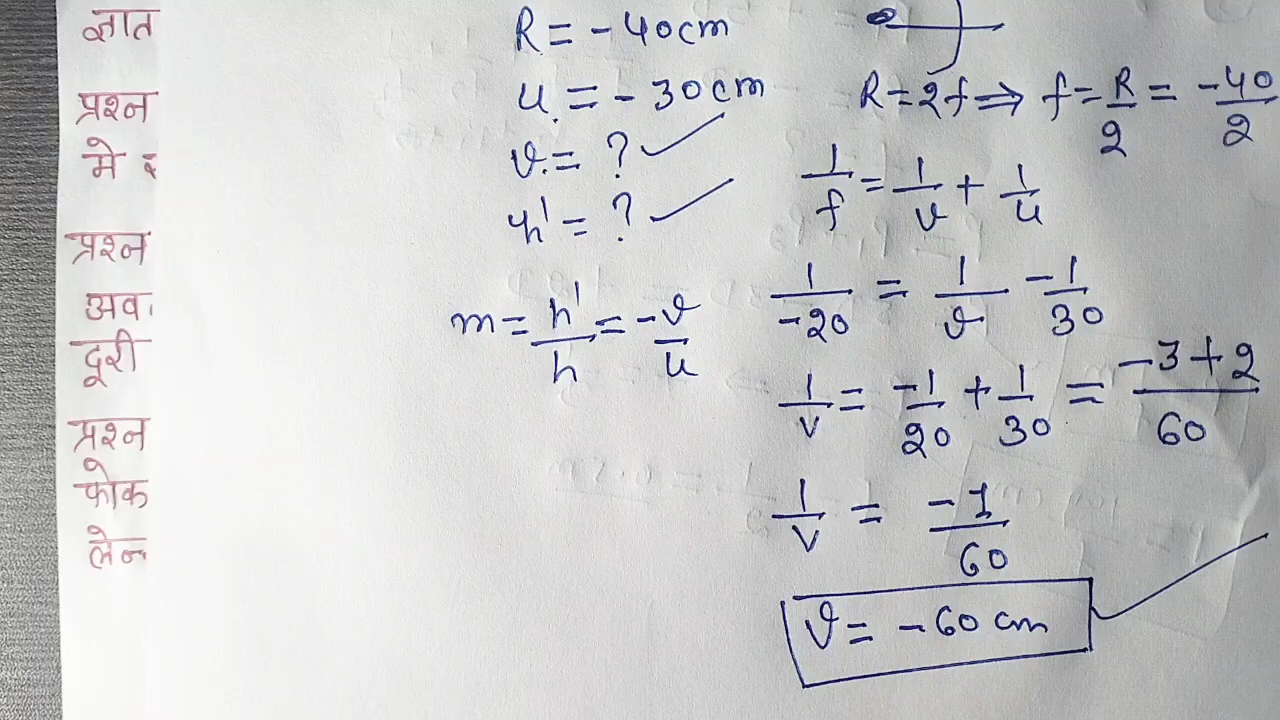 ज्ञात
प्रश्न
मे
प्रश्न
अव
दूरी
प्रश्न
फोक
लेन
R = -40cm
u = -30cm
v = ?
h' = ?
m = h'/h = -v/u
R = 2f ⇒ f = R/2 = -40/2
1/f = 1/v + 1/u
1/-20 = 1/v -1/30
1/v = -1/20 + 1/30 = -3+2/60
1/v = -1/60
v = -60 cm